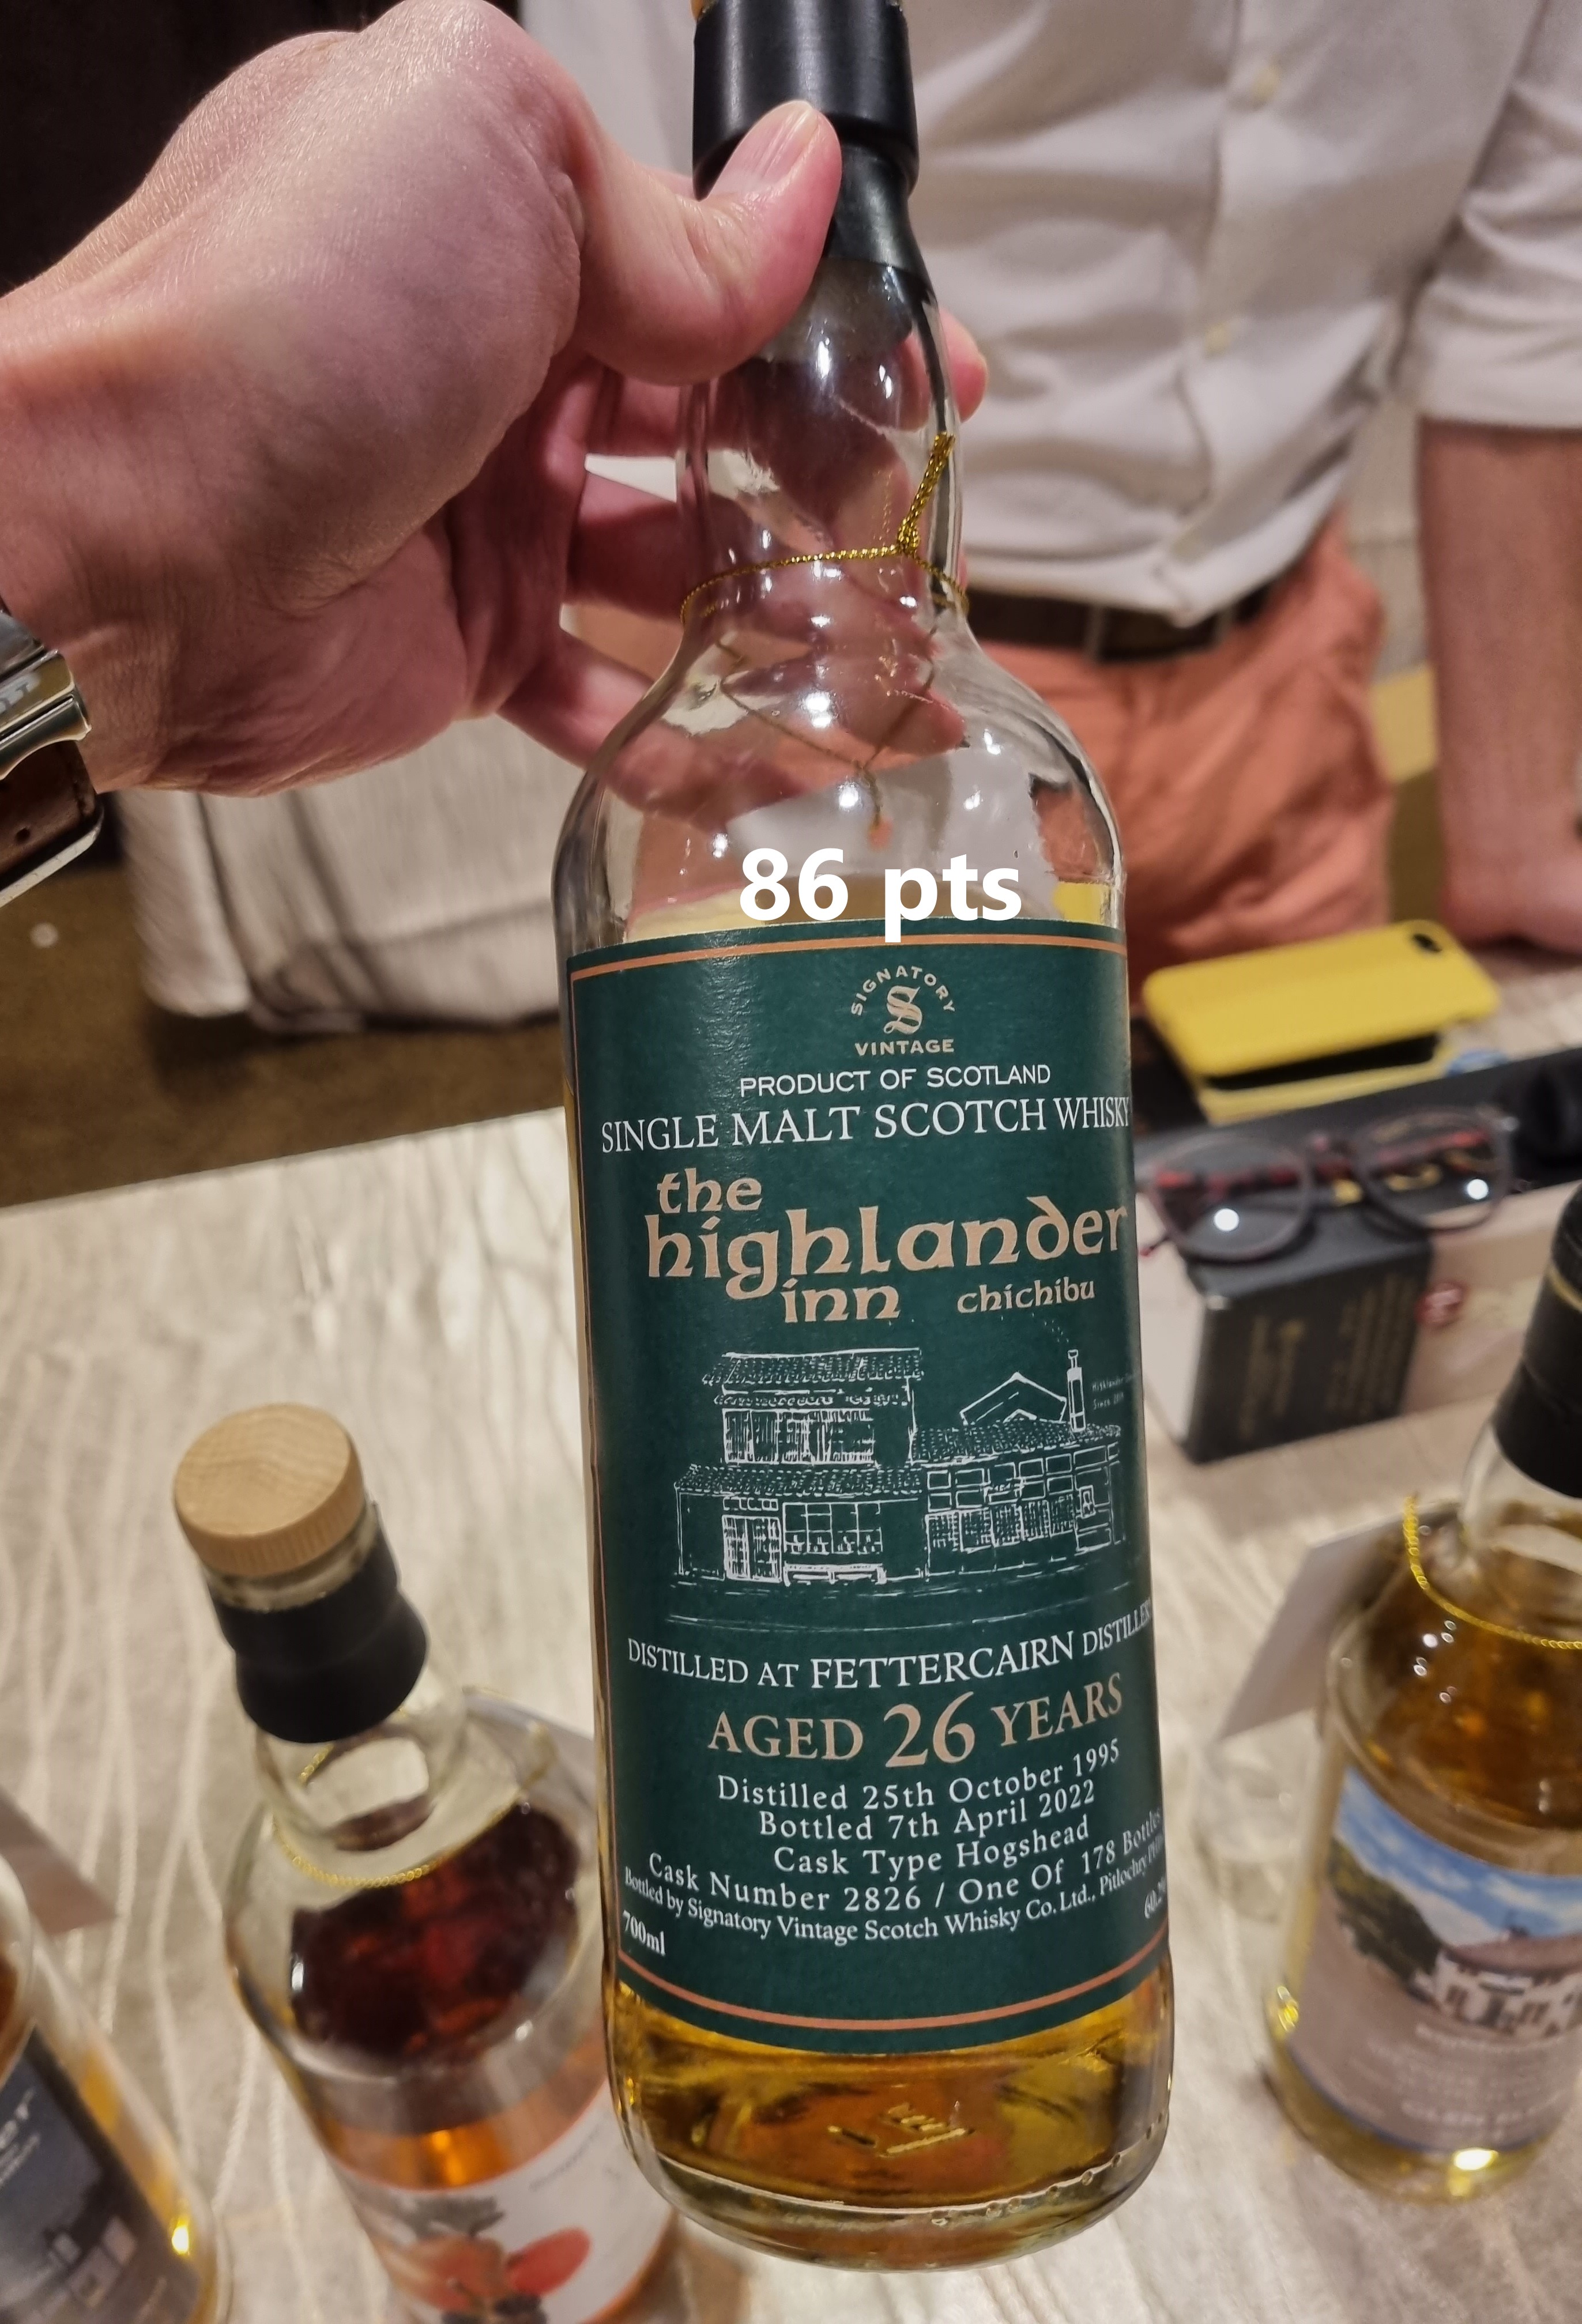 86 pts
SIGNATORY
S
VINTAGE
PRODUCT OF SCOTLAND
SINGLE MALT SCOTCH WHISKY
the
highlander
inn chichibu
DISTILLED AT FETTERCAIRN
AGED 26 YEARS
Distilled 25th October 1995
Bottled 7th April 2022
Cask Type Hogshead
Cask Number 2826 / One Of 178 Bottles
Bottled by Signatory Vintage Scotch Whisky Co. Ltd., Pitlochry
700ml